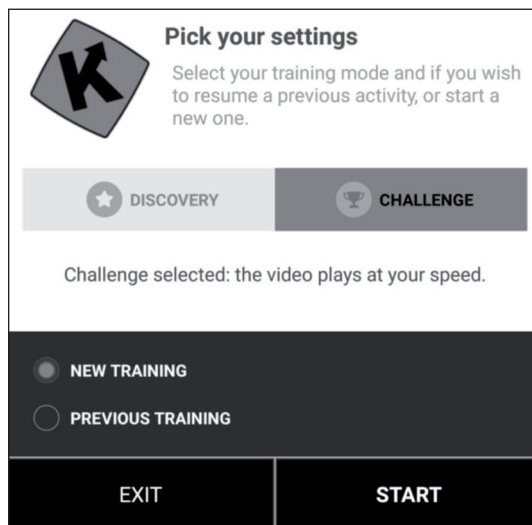 Pick your settings
Select your training mode and if you wish
to resume a previous activity, or start a
new one.
DISCOVERY
CHALLENGE
Challenge selected: the video plays at your speed.
NEW TRAINING
PREVIOUS TRAINING
EXIT
START